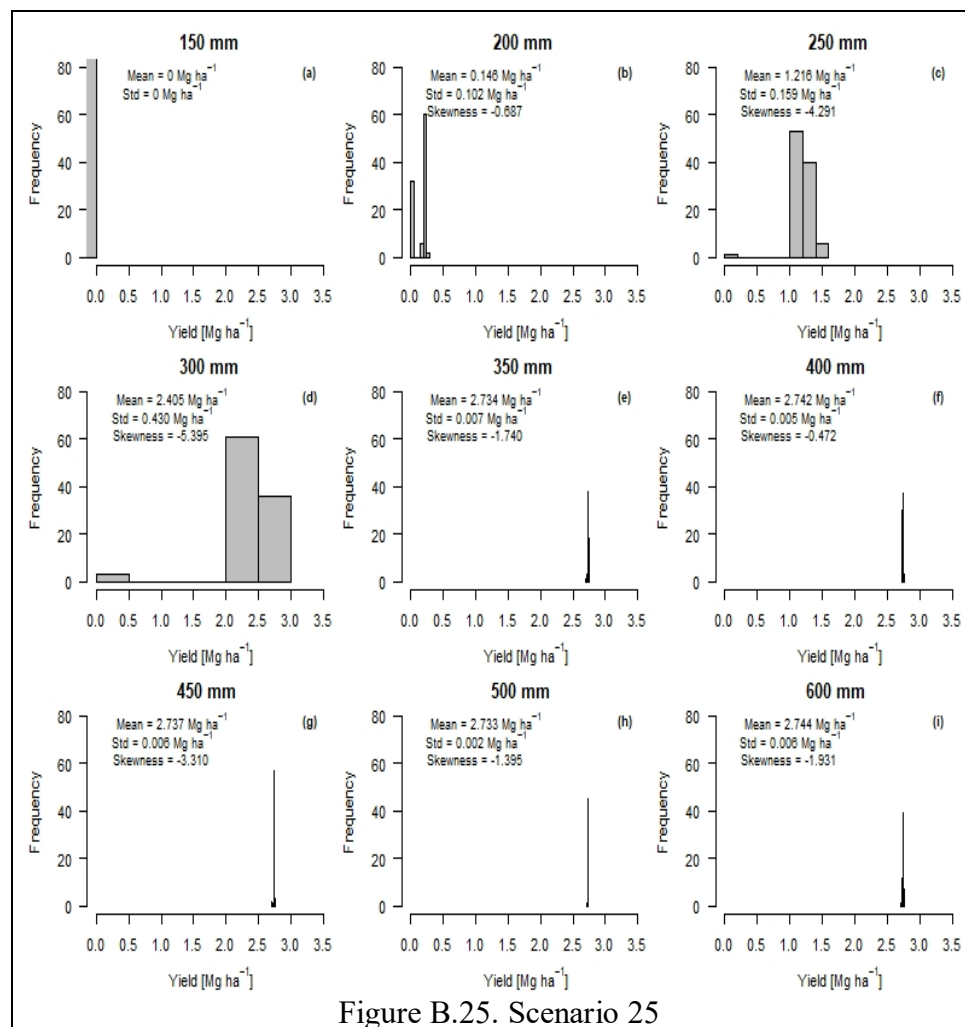 150 mm
Mean = 0 Mg ha⁻¹
Std = 0 Mg ha⁻¹
(a)
80
60
40
20
0
Frequency
0.0 0.5 1.0 1.5 2.0 2.5 3.0 3.5
Yield [Mg ha⁻¹]
200 mm
Mean = 0.146 Mg ha⁻¹
Std = 0.102 Mg ha⁻¹
Skewness = -0.687
(b)
80
60
40
20
0
Frequency
0.0 0.5 1.0 1.5 2.0 2.5 3.0 3.5
Yield [Mg ha⁻¹]
250 mm
Mean = 1.216 Mg ha⁻¹
Std = 0.159 Mg ha⁻¹
Skewness = -4.291
(c)
80
60
40
20
0
Frequency
0.0 0.5 1.0 1.5 2.0 2.5 3.0 3.5
Yield [Mg ha⁻¹]
300 mm
Mean = 2.405 Mg ha⁻¹
Std = 0.430 Mg ha⁻¹
Skewness = -5.395
(d)
80
60
40
20
0
Frequency
0.0 0.5 1.0 1.5 2.0 2.5 3.0 3.5
Yield [Mg ha⁻¹]
350 mm
Mean = 2.734 Mg ha⁻¹
Std = 0.007 Mg ha⁻¹
Skewness = -1.740
(e)
80
60
40
20
0
Frequency
0.0 0.5 1.0 1.5 2.0 2.5 3.0 3.5
Yield [Mg ha⁻¹]
400 mm
Mean = 2.742 Mg ha⁻¹
Std = 0.005 Mg ha⁻¹
Skewness = -0.472
(f)
80
60
40
20
0
Frequency
0.0 0.5 1.0 1.5 2.0 2.5 3.0 3.5
Yield [Mg ha⁻¹]
450 mm
Mean = 2.737 Mg ha⁻¹
Std = 0.006 Mg ha⁻¹
Skewness = -3.310
(g)
80
60
40
20
0
Frequency
0.0 0.5 1.0 1.5 2.0 2.5 3.0 3.5
Yield [Mg ha⁻¹]
500 mm
Mean = 2.733 Mg ha⁻¹
Std = 0.002 Mg ha⁻¹
Skewness = -1.395
(h)
80
60
40
20
0
Frequency
0.0 0.5 1.0 1.5 2.0 2.5 3.0 3.5
Yield [Mg ha⁻¹]
600 mm
Mean = 2.744 Mg ha⁻¹
Std = 0.006 Mg ha⁻¹
Skewness = -1.931
(i)
80
60
40
20
0
Frequency
0.0 0.5 1.0 1.5 2.0 2.5 3.0 3.5
Yield [Mg ha⁻¹]
Figure B.25. Scenario 25